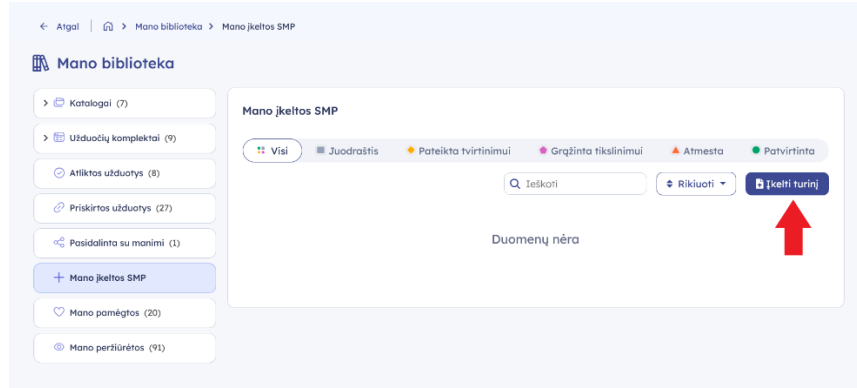 Atgal
Mano biblioteka > Mano įkeltos SMP
Mano biblioteka
Katalogai (7)
Užduočių komplektai (9)
Atliktos užduotys (8)
Priskirtos užduotys (27)
Pasidalinta su manimi (1)
Mano įkeltos SMP
Mano pamėgtos (20)
Mano peržiūrėtos (91)
Mano įkeltos SMP
Visi Juodraštis Pateikta tvirtinimui Grąžinta tikslinimui Atmesta Patvirtinta
Ieškoti Rikiuoti Įkelti turinį
Duomenų nėra